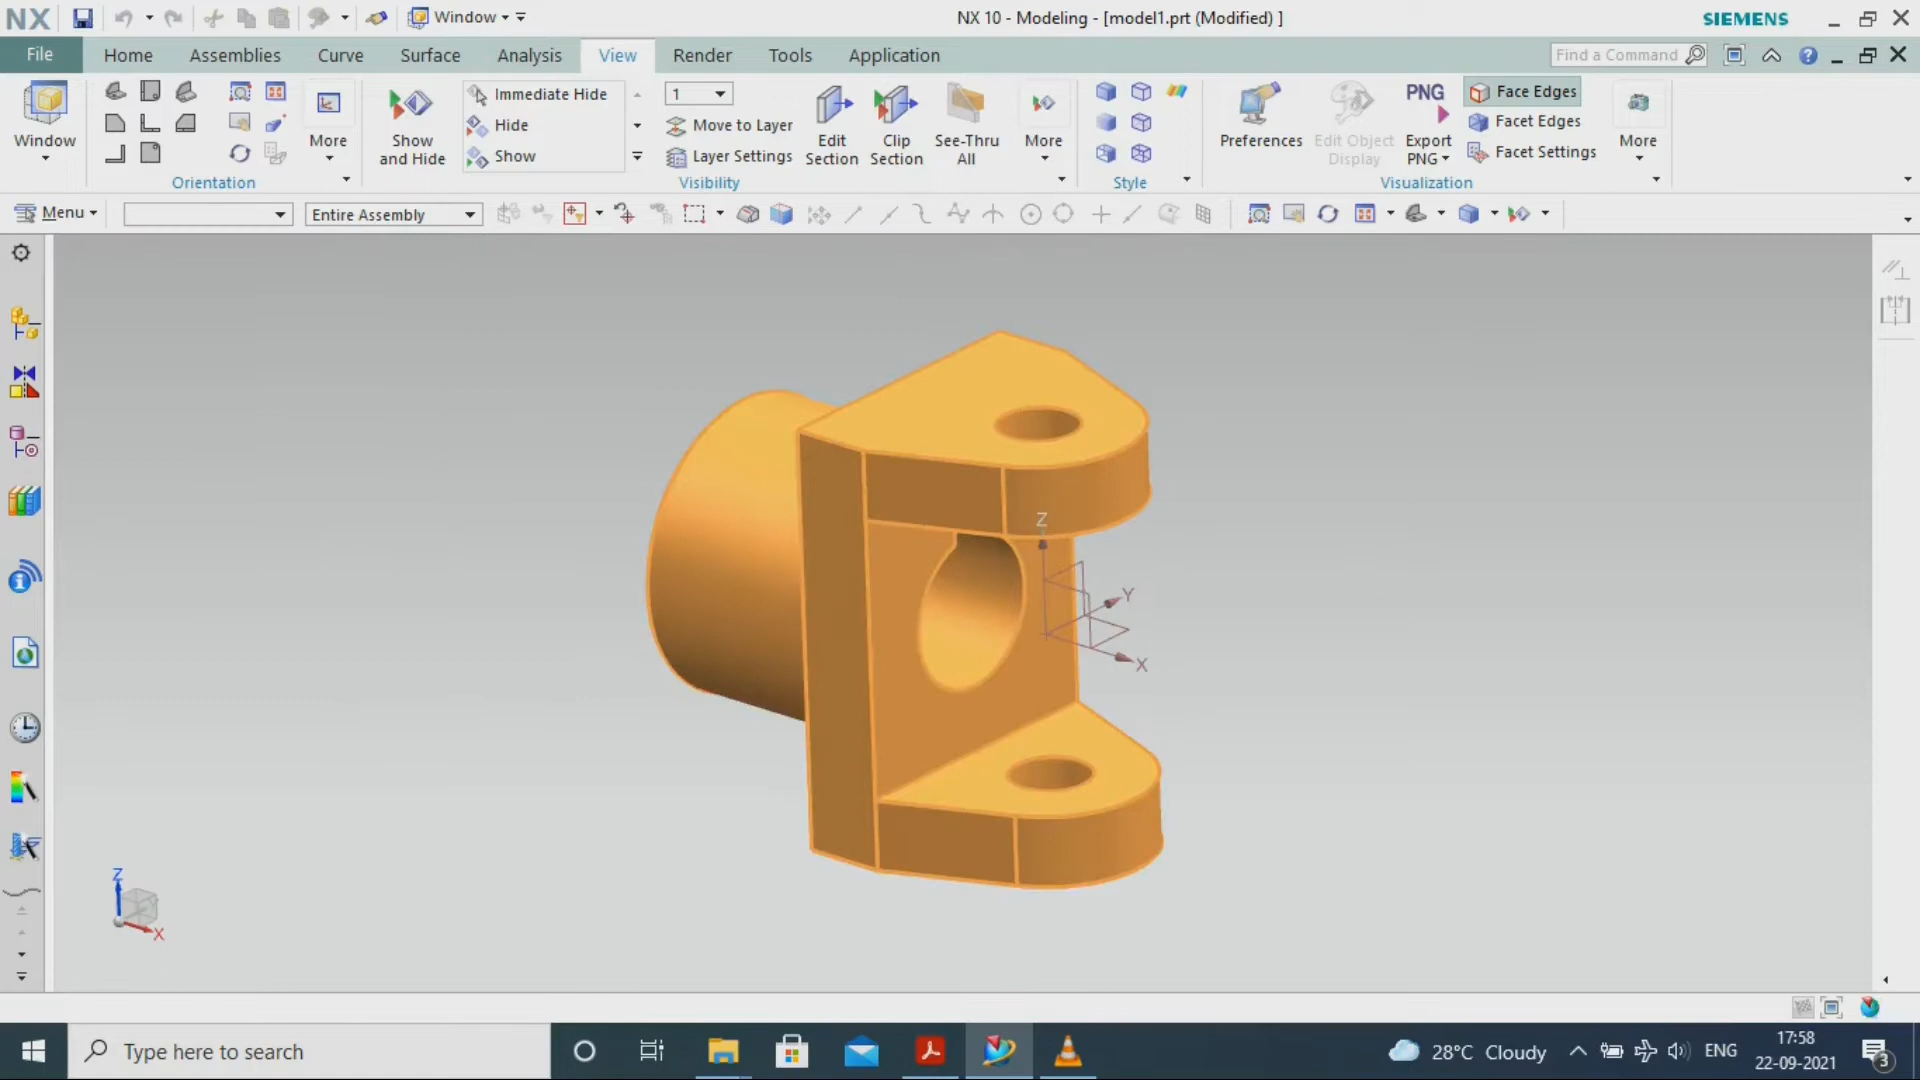 NX
Window
NX 10 - Modeling - [model1.prt (Modified) ]
SIEMENS
File
Home
Assemblies
Curve
Surface
Analysis
View
Render
Tools
Application
Find a Command
Window
Orientation
More
Show and Hide
Immediate Hide
Hide
Show
1
Move to Layer
Layer Settings
Visibility
Edit Section
Clip Section
See-Thru All
More
Style
Preferences
Edit Object Display
PNG
Export PNG
Face Edges
Facet Edges
Facet Settings
Visualization
More
Menu
Entire Assembly
Z
Y
X
Z
X
Type here to search
28°C Cloudy
ENG
17:58
22-09-2021
3